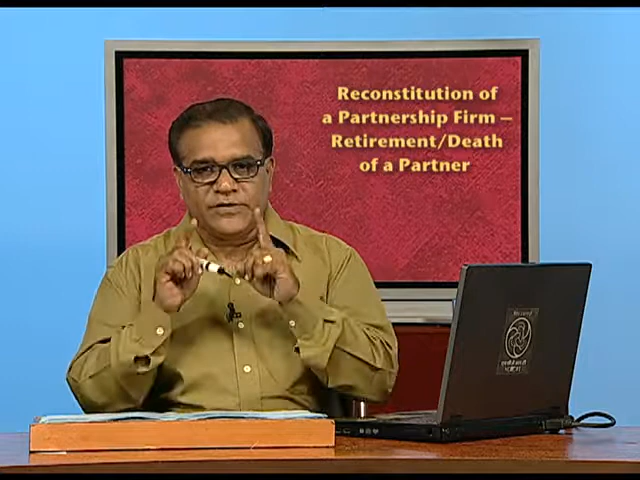 Reconstitution of
a Partnership Firm –
Retirement/Death
of a Partner